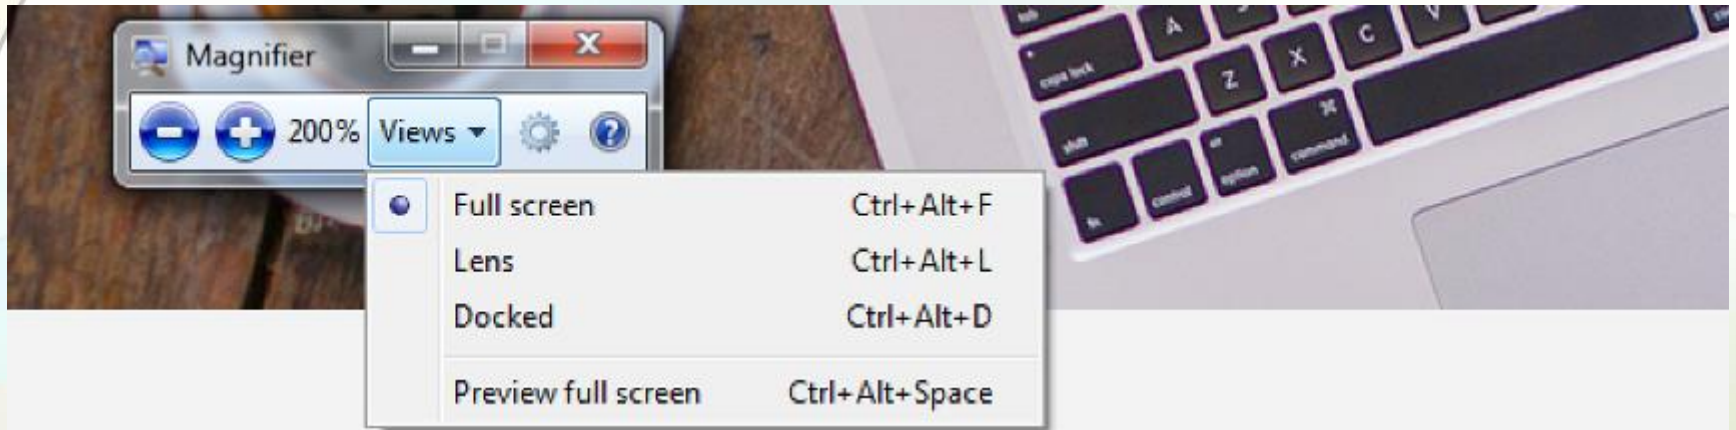 Magnifier
200% Views
Full screen Ctrl+Alt+F
Lens Ctrl+Alt+L
Docked Ctrl+Alt+D
Preview full screen Ctrl+Alt+Space
tab
A
caps lock
Z X C V
shift
fn control option command
alt
⌘